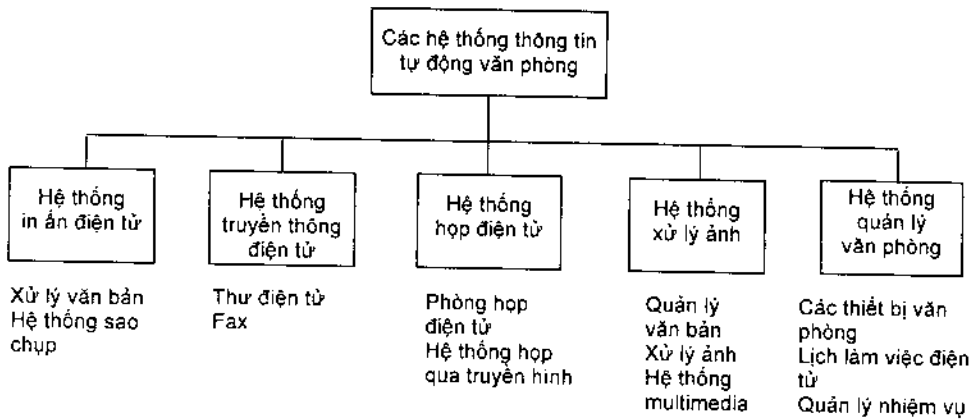 Các hệ thống thông tin
tự động văn phòng
Hệ thống
in ấn điện tử
Hệ thống
truyền thông
điện tử
Hệ thống
họp điện tử
Hệ thống
xử lý ảnh
Hệ thống
quản lý
văn phòng
Xử lý văn bản
Hệ thống sao
chụp
Thư điện tử
Fax
Phòng họp
điện tử
Hệ thống họp
qua truyền hình
Quản lý
văn bản
Xử lý ảnh
Hệ thống
multimedia
Các thiết bị văn
phòng
Lịch làm việc điện
tử
Quản lý nhiệm vụ